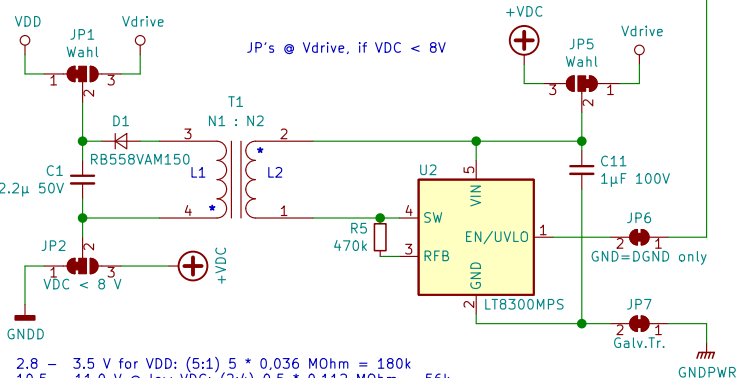 VDD
Vdrive
+VDC
JP1
Wahl
JP's @ Vdrive, if VDC < 8V
JP5
Wahl
Vdrive
1
3
2
3
1
2
D1
T1
N1 : N2
3
2
RB558VAM150
C1
2.2µ 50V
L1
*
L2
*
U2
5
VIN
C11
1µF 100V
4
1
4
SW
R5
470k
3
RFB
EN/UVLO
1
JP6
2
1
GND=DGND only
JP2
2
1
3
VDC < 8 V
+VDC
GND
2
LT8300MPS
JP7
2
1
Galv.Tr.
GNDD
GNDPWR
2.8 – 3.5 V for VDD: (5:1) 5 * 0,036 MOhm = 180k